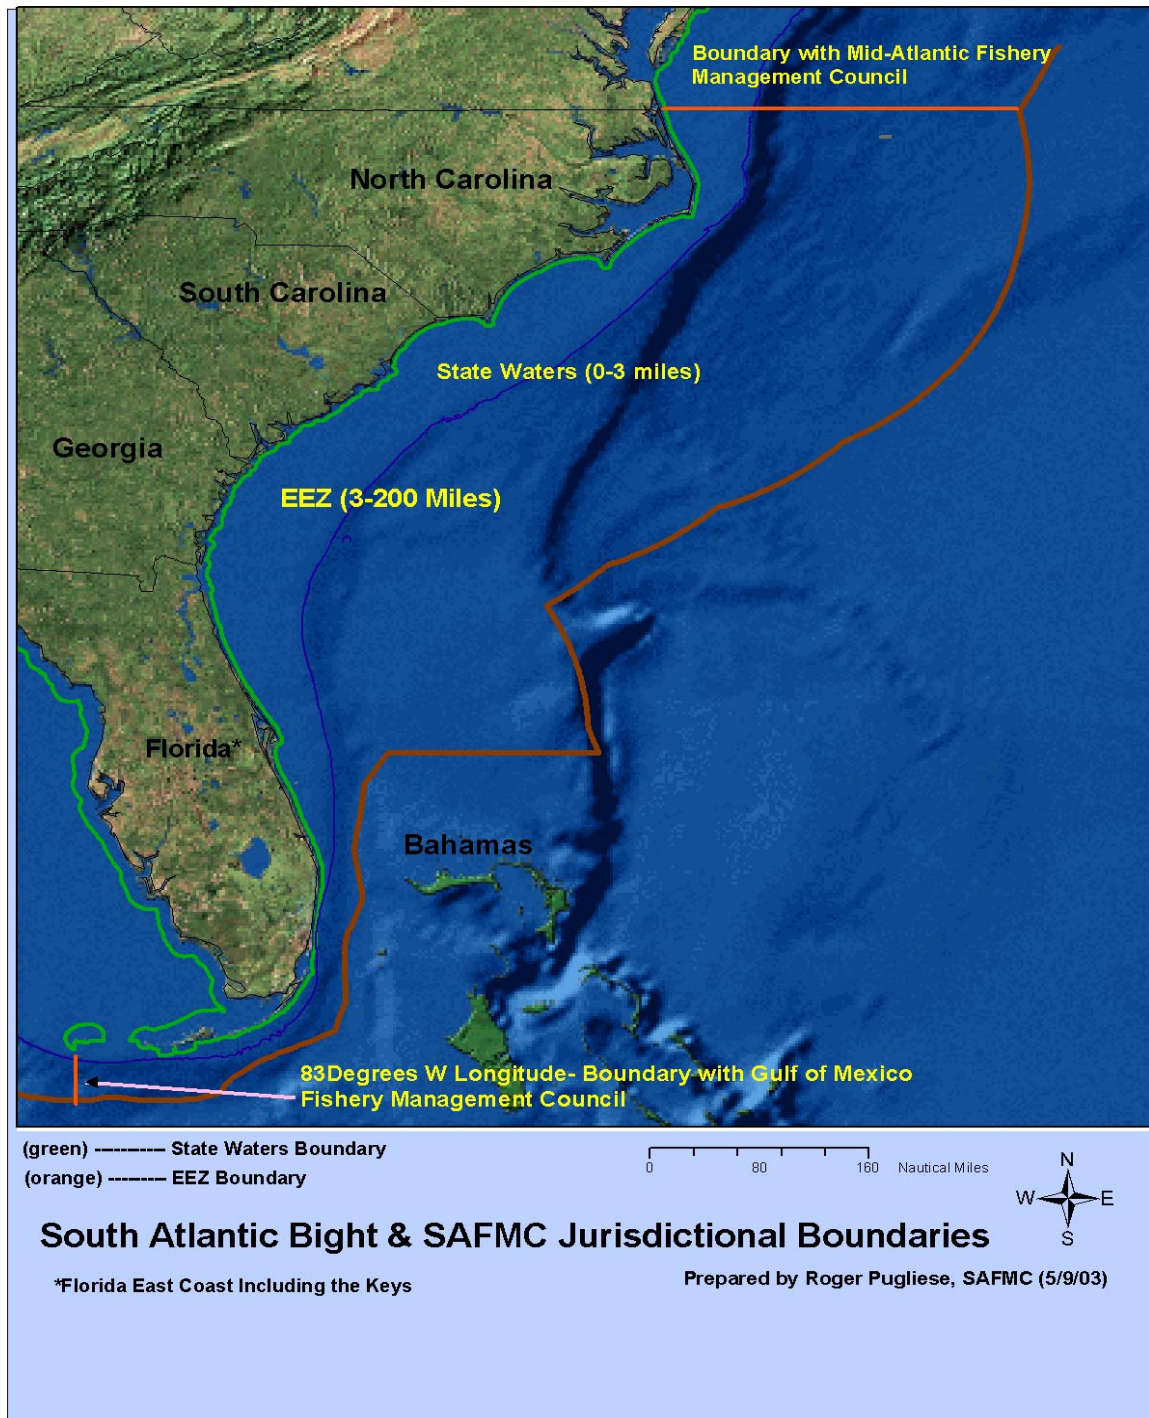 Boundary with Mid-Atlantic Fishery
Management Council
North Carolina
South Carolina
State Waters (0-3 miles)
Georgia
EEZ (3-200 Miles)
Florida*
Bahamas
83Degrees W Longitude- Boundary with Gulf of Mexico
Fishery Management Council
(green) ----------- State Waters Boundary
(orange) --------- EEZ Boundary
0 80 160 Nautical Miles
N
W E
S
South Atlantic Bight & SAFMC Jurisdictional Boundaries
*Florida East Coast Including the Keys
Prepared by Roger Pugliese, SAFMC (5/9/03)